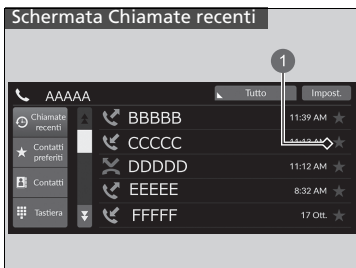 Schermata Chiamate recenti
1
AAAAA
Tutto
Impost.
Chiamate
recenti
BBBBB
11:39 AM
Contatti
preferiti
CCCCC
DDDDD
11:12 AM
Contatti
EEEEE
8:32 AM
Tastiera
FFFFF
17 Ott.